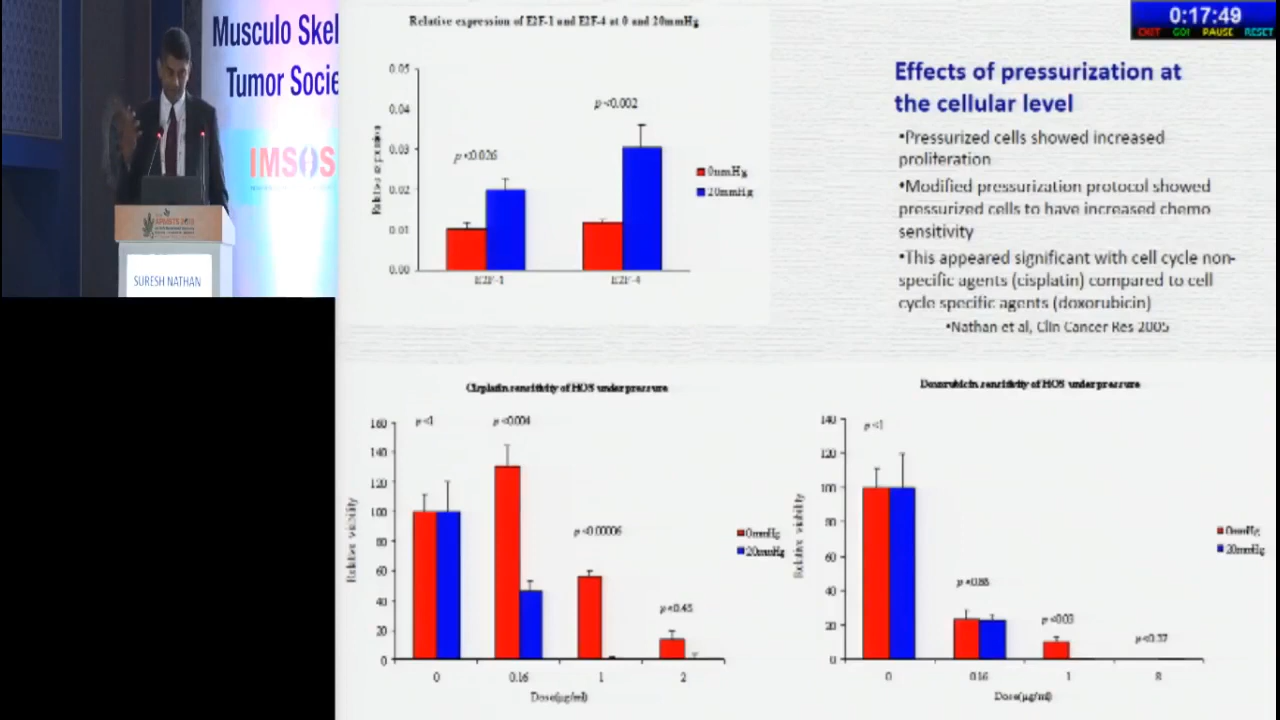 Musculo Skel
Tumor Socie
IMSOS
SURESH NATHAN
0:17:49
EXIT GO! PAUSE RESET
Relative expression of E2F-1 and E2F-4 at 0 and 20mmHg
Relative expression
0.05
0.04
0.03
0.02
0.01
0.00
p<0.026
p<0.002
E2F-1
E2F-4
0mmHg
20mmHg
Effects of pressurization at
the cellular level
•Pressurized cells showed increased
proliferation
•Modified pressurization protocol showed
pressurized cells to have increased chemo
sensitivity
•This appeared significant with cell cycle non-
specific agents (cisplatin) compared to cell
cycle specific agents (doxorubicin)
•Nathan et al, Clin Cancer Res 2005
Cisplatin sensitivity of HOS under pressure
Relative viability
160
140
120
100
80
60
40
20
0
p<1
p<0.004
p<0.00006
p<0.45
0
0.16
1
2
Dose(µg/ml)
0mmHg
20mmHg
Doxorubicin sensitivity of HOS under pressure
Relative viability
140
120
100
80
60
40
20
0
p<1
p<0.88
p<0.03
p<0.37
0
0.16
1
8
Dose(µg/ml)
0mmHg
20mmHg